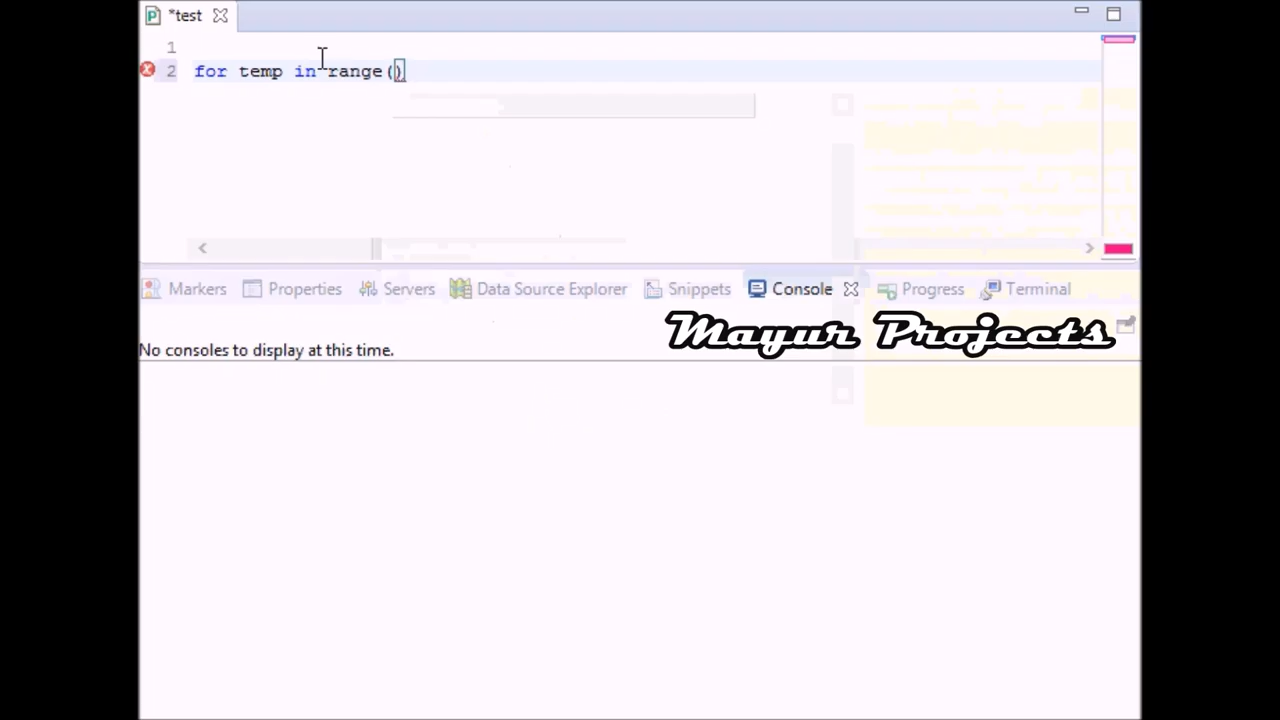 *test
1
2 for temp in range()
Markers Properties Servers Data Source Explorer Snippets Console Progress Terminal
Mayur Projects
No consoles to display at this time.